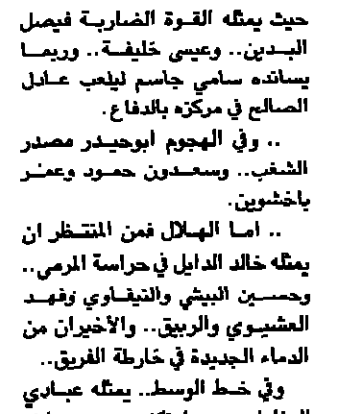 حيث يمثله القوة الضاربة فيصل
البدين.. وعيسى خليفة.. وربما
يسانده سامي جاسم ليلعب عادل
الصالح في مركزه بالدفاع.
.. وفي الهجوم ابوحيدر مصدر
الشغب.. وسعدون حمود وعمر
باخشوين.
.. اما الهلال فمن المنتظر ان
يمثله خالد الدايل في حراسة المرمى..
وحسين البيشي والتيفاوي وفهد
العشيوي والربيق.. والأخيران من
الدماء الجديدة في خارطة الفريق..
وفي خط الوسط.. يمثله عبادي